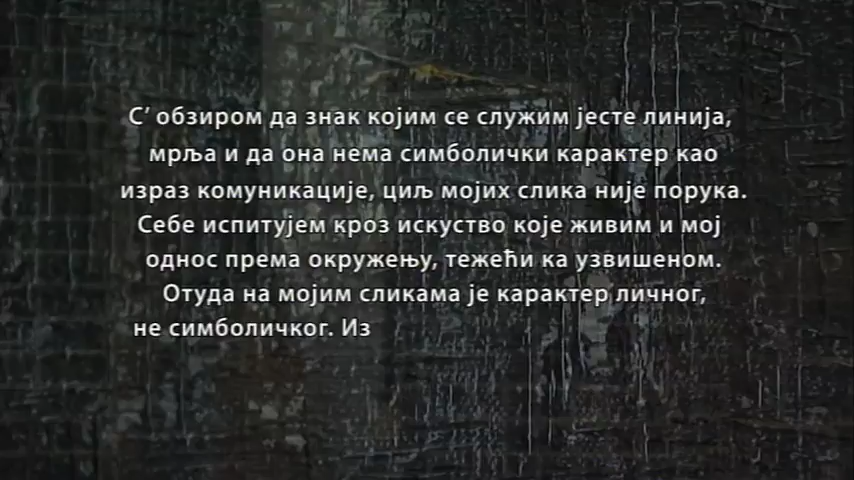 С’ обзиром да знак којим се служим јесте линија,
мрља и да она нема симболички карактер као
израз комуникације, циљ мојих слика није порука.
Себе испитујем кроз искуство које живим и мој
однос према окружењу, тежећи ка узвишеном.
Отуда на мојим сликама је карактер личног,
не симболичког. Из